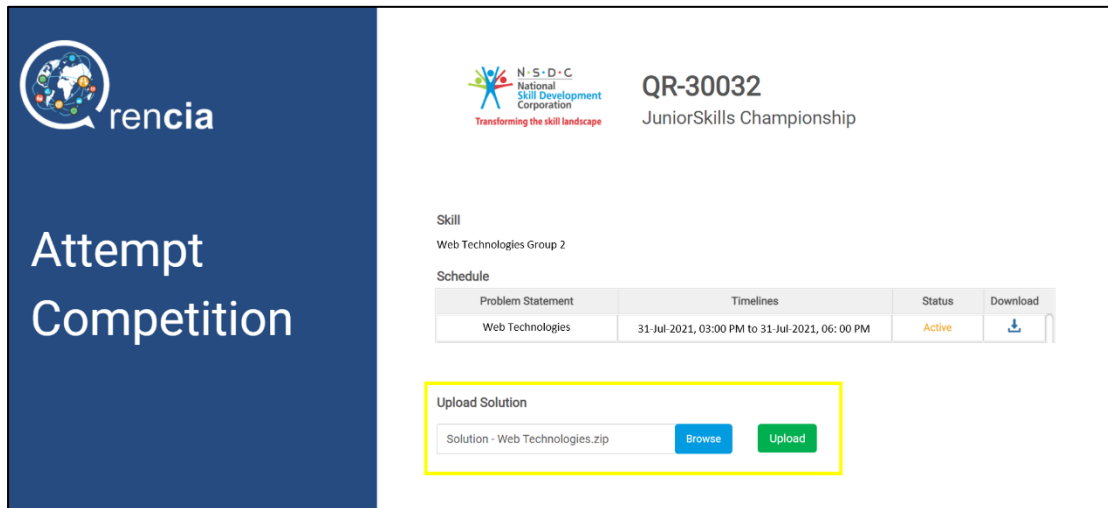 rencia
Attempt
Competition
N·S·D·C
National
Skill Development
Corporation
Transforming the skill landscape
QR-30032
JuniorSkills Championship
Skill
Web Technologies Group 2
Schedule
Problem Statement Timelines Status Download
Web Technologies 31-Jul-2021, 03:00 PM to 31-Jul-2021, 06: 00 PM Active
Upload Solution
Solution - Web Technologies.zip Browse Upload